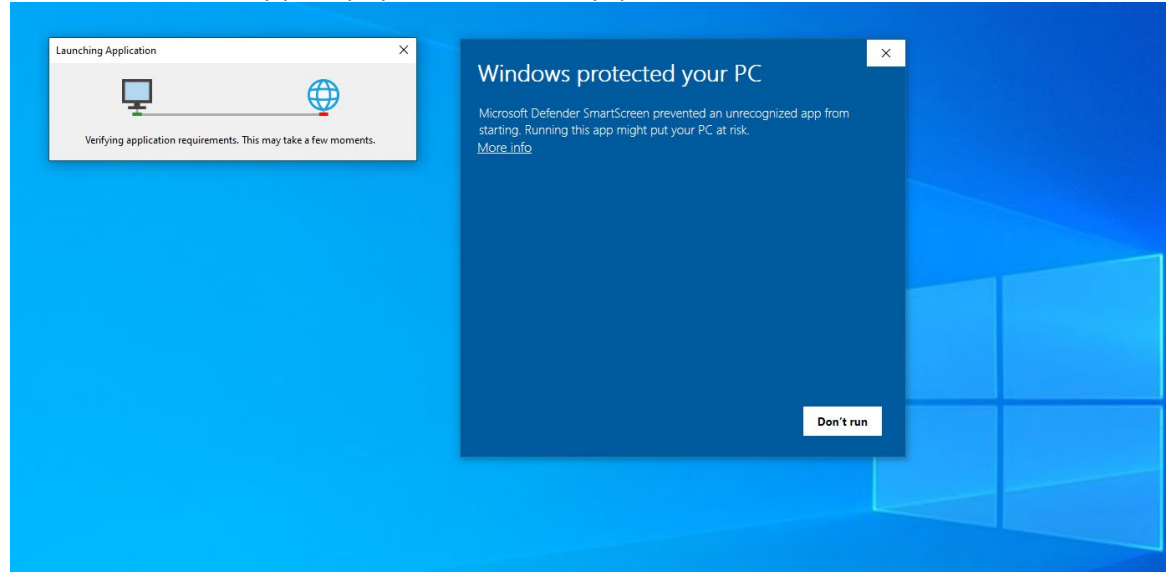 Launching Application
Verifying application requirements. This may take a few moments.
Windows protected your PC
Microsoft Defender SmartScreen prevented an unrecognized app from
starting. Running this app might put your PC at risk.
More info
Don't run